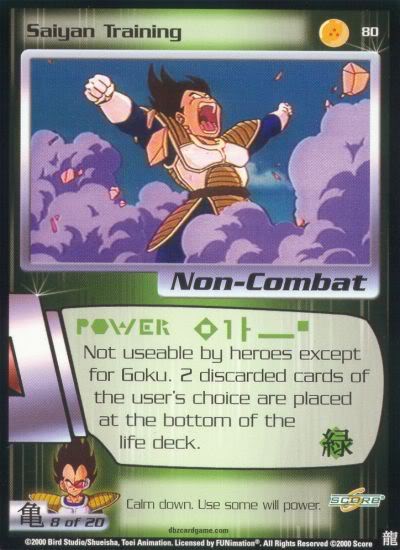 Saiyan Training
80
Non-Combat
POWER
Not useable by heroes except
for Goku. 2 discarded cards of
the user's choice are placed
at the bottom of the
life deck.
緑
亀 8 of 20
Calm down. Use some will power.
SCORE
dbzcardgame.com
©2000 Bird Studio/Shueisha, Toei Animation. Licensed by FUNimation®. All Rights Reserved ©2000 Score
龍